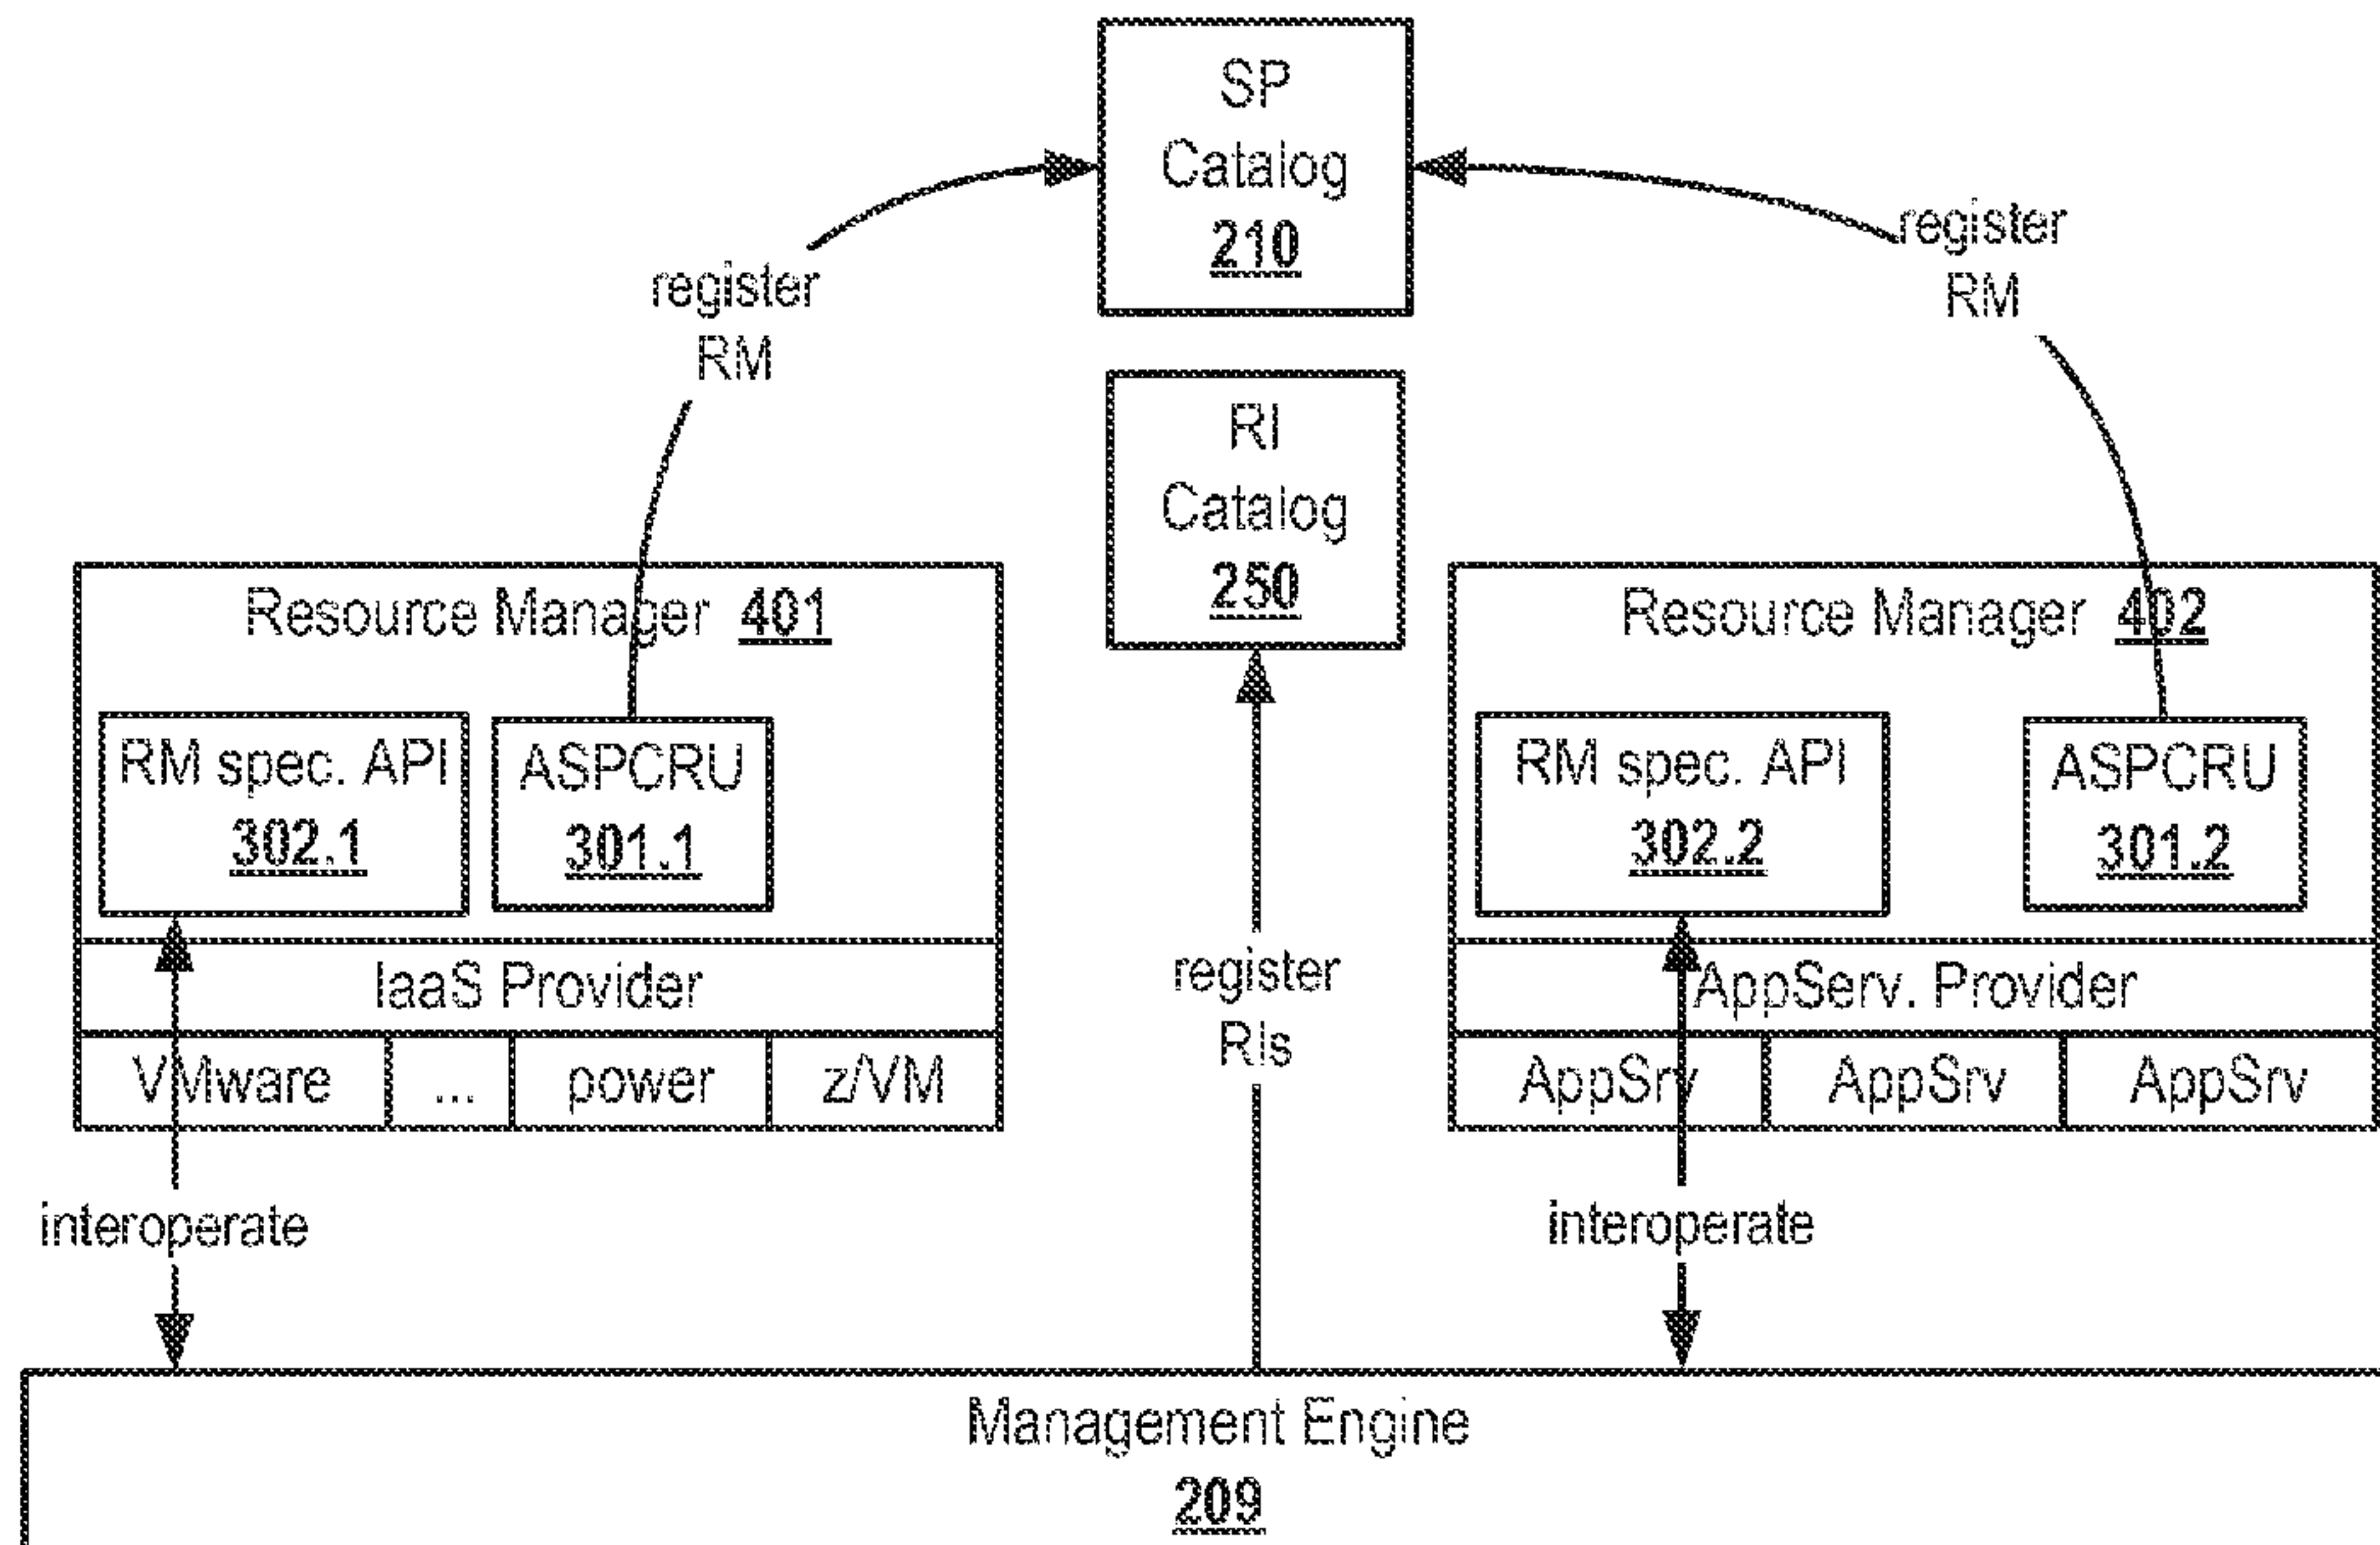 SP
Catalog
210
register
RM
register
RM
RI
Catalog
250
Resource Manager 401
RM spec. API
302.1
ASPCRU
301.1
IaaS Provider
VMware ... power z/VM
Resource Manager 402
RM spec. API
302.2
ASPCRU
301.2
AppServ. Provider
AppSrv AppSrv AppSrv
register
RIs
interoperate
interoperate
Management Engine
209